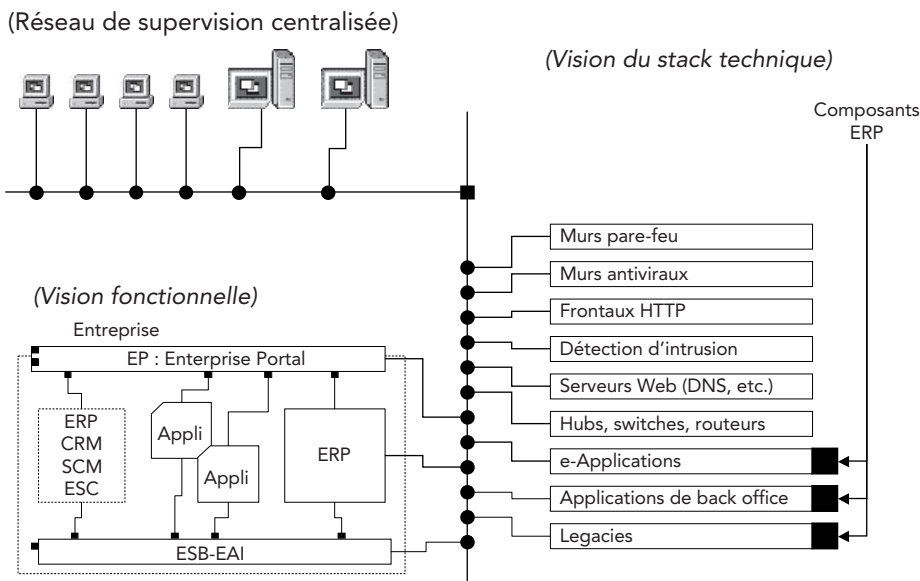 (Réseau de supervision centralisée)
(Vision du stack technique)
Composants
ERP
Murs pare-feu
Murs antiviraux
Frontaux HTTP
Détection d'intrusion
Serveurs Web (DNS, etc.)
Hubs, switches, routeurs
e-Applications
Applications de back office
Legacies
(Vision fonctionnelle)
Entreprise
EP : Enterprise Portal
ERP
CRM
SCM
ESC
Appli
Appli
ERP
ESB-EAI